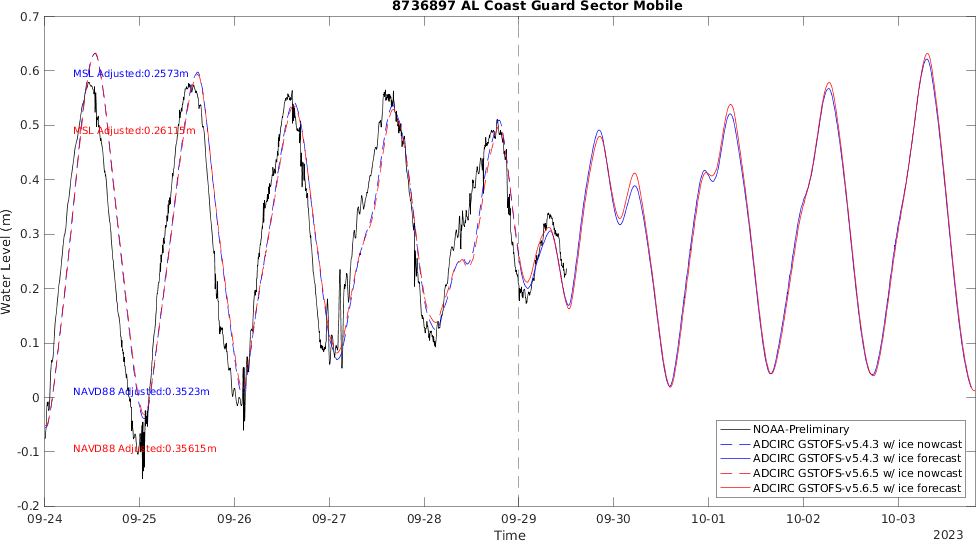 8736897 AL Coast Guard Sector Mobile
0.7
0.6
0.5
0.4
0.3
0.2
0.1
0
-0.1
-0.2
Water Level (m)
MSL Adjusted:0.2573m
MSL Adjusted:0.26115m
NAVD88 Adjusted:0.3523m
NAVD88 Adjusted:0.35615m
NOAA-Preliminary
ADCIRC GSTOFS-v5.4.3 w/ ice nowcast
ADCIRC GSTOFS-v5.4.3 w/ ice forecast
ADCIRC GSTOFS-v5.6.5 w/ ice nowcast
ADCIRC GSTOFS-v5.6.5 w/ ice forecast
09-24 09-25 09-26 09-27 09-28 09-29 09-30 10-01 10-02 10-03
Time
2023